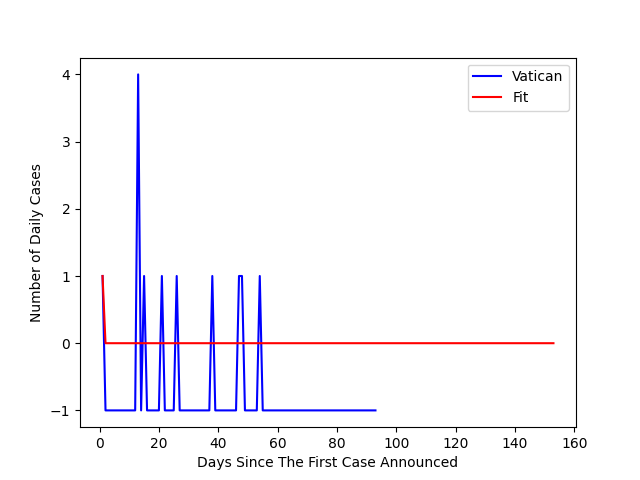 Vatican
Fit
4
3
2
1
0
−1
Number of Daily Cases
0 20 40 60 80 100 120 140 160
Days Since The First Case Announced